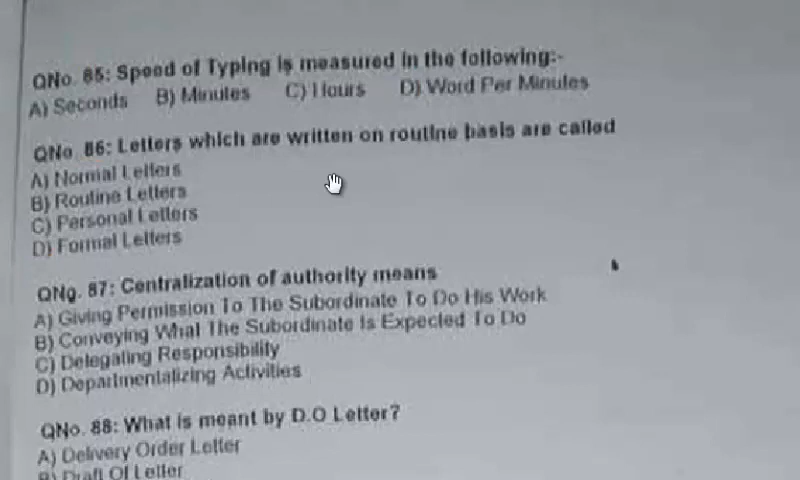 QNo. 85: Speed of Typing is measured in the following:-
A) Seconds B) Minutes C) Hours D) Word Per Minutes
QNo. 86: Letters which are written on routine basis are called
A) Normal Letters
B) Routine Letters
C) Personal Letters
D) Formal Letters
QNo. 87: Centralization of authority means
A) Giving Permission To The Subordinate To Do His Work
B) Conveying What The Subordinate Is Expected To Do
C) Delegating Responsibility
D) Departmentalizing Activities
QNo. 88: What is meant by D.O Letter?
A) Delivery Order Letter
B) Draft Of Letter